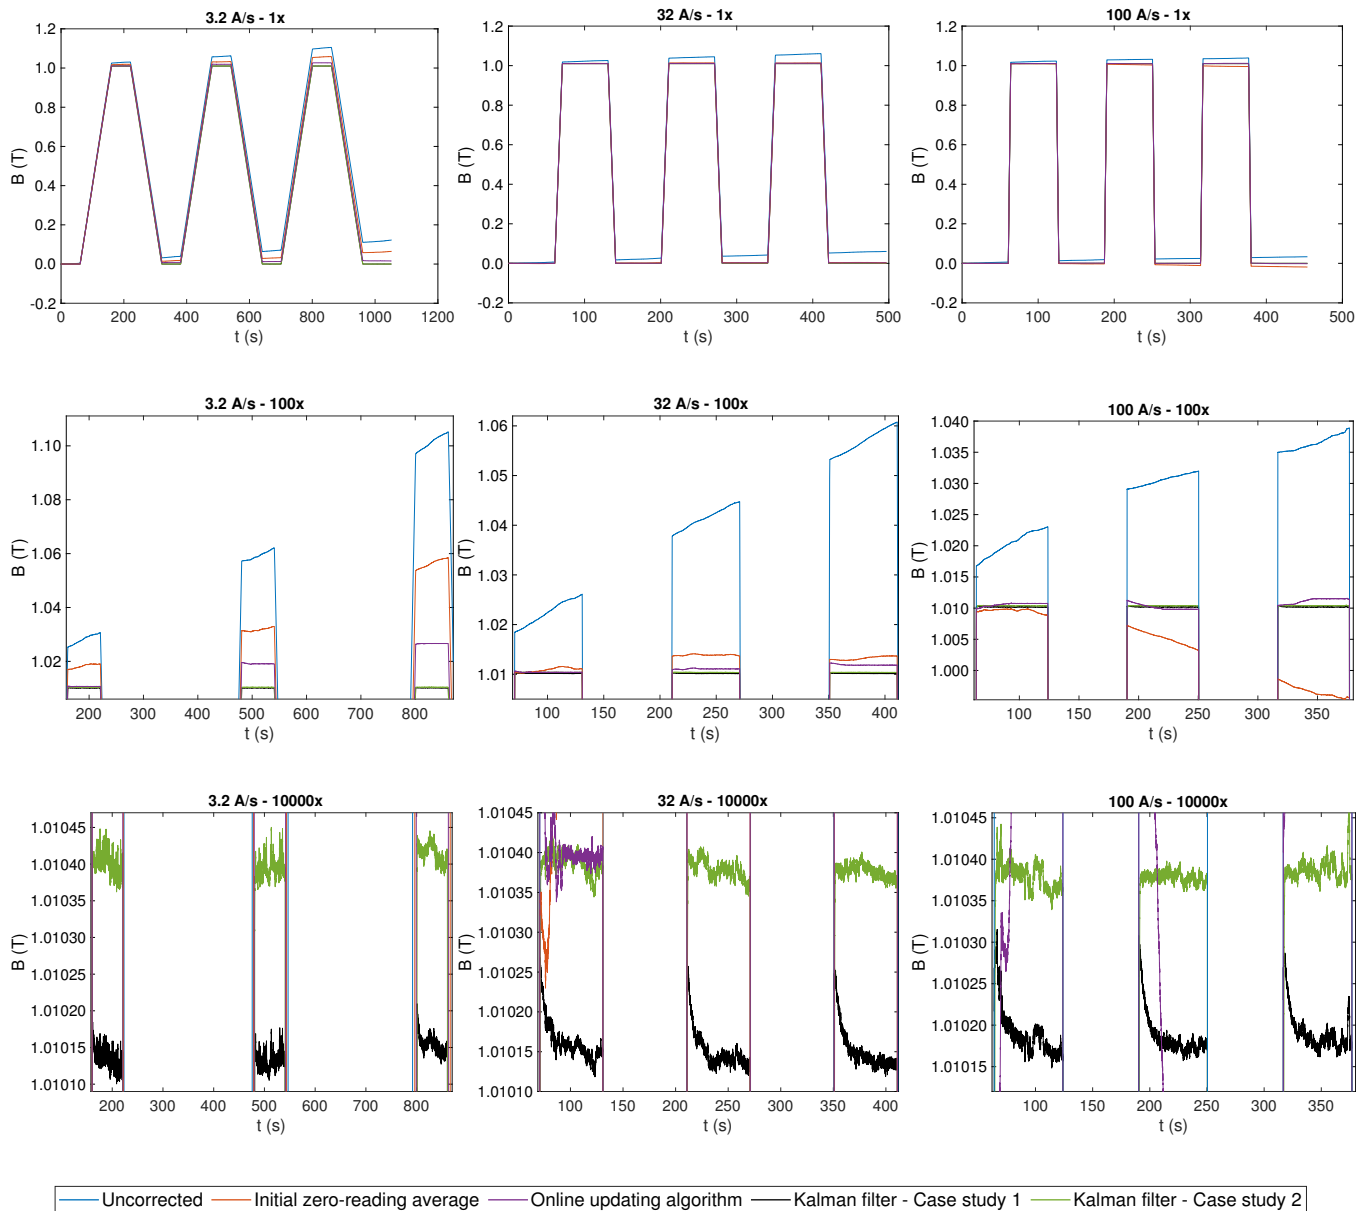 3.2 A/s - 1x
1.2
1.0
0.8
0.6
0.4
0.2
0.0
-0.2
B (T)
0 200 400 600 800 1000 1200
t (s)
32 A/s - 1x
1.2
1.0
0.8
0.6
0.4
0.2
0.0
-0.2
B (T)
0 100 200 300 400 500
t (s)
100 A/s - 1x
1.2
1.0
0.8
0.6
0.4
0.2
0.0
-0.2
B (T)
0 100 200 300 400 500
t (s)
3.2 A/s - 100x
1.10
1.08
1.06
1.04
1.02
B (T)
200 300 400 500 600 700 800
t (s)
32 A/s - 100x
1.06
1.05
1.04
1.03
1.02
1.01
B (T)
100 150 200 250 300 350 400
t (s)
100 A/s - 100x
1.040
1.035
1.030
1.025
1.020
1.015
1.010
1.005
1.000
B (T)
100 150 200 250 300 350
t (s)
3.2 A/s - 10000x
1.01045
1.01040
1.01035
1.01030
1.01025
1.01020
1.01015
1.01010
B (T)
200 300 400 500 600 700 800
t (s)
32 A/s - 10000x
1.01045
1.01040
1.01035
1.01030
1.01025
1.01020
1.01015
1.01010
B (T)
100 150 200 250 300 350 400
t (s)
100 A/s - 10000x
1.01045
1.01040
1.01035
1.01030
1.01025
1.01020
1.01015
B (T)
100 150 200 250 300 350
t (s)
Uncorrected Initial zero-reading average Online updating algorithm Kalman filter - Case study 1 Kalman filter - Case study 2